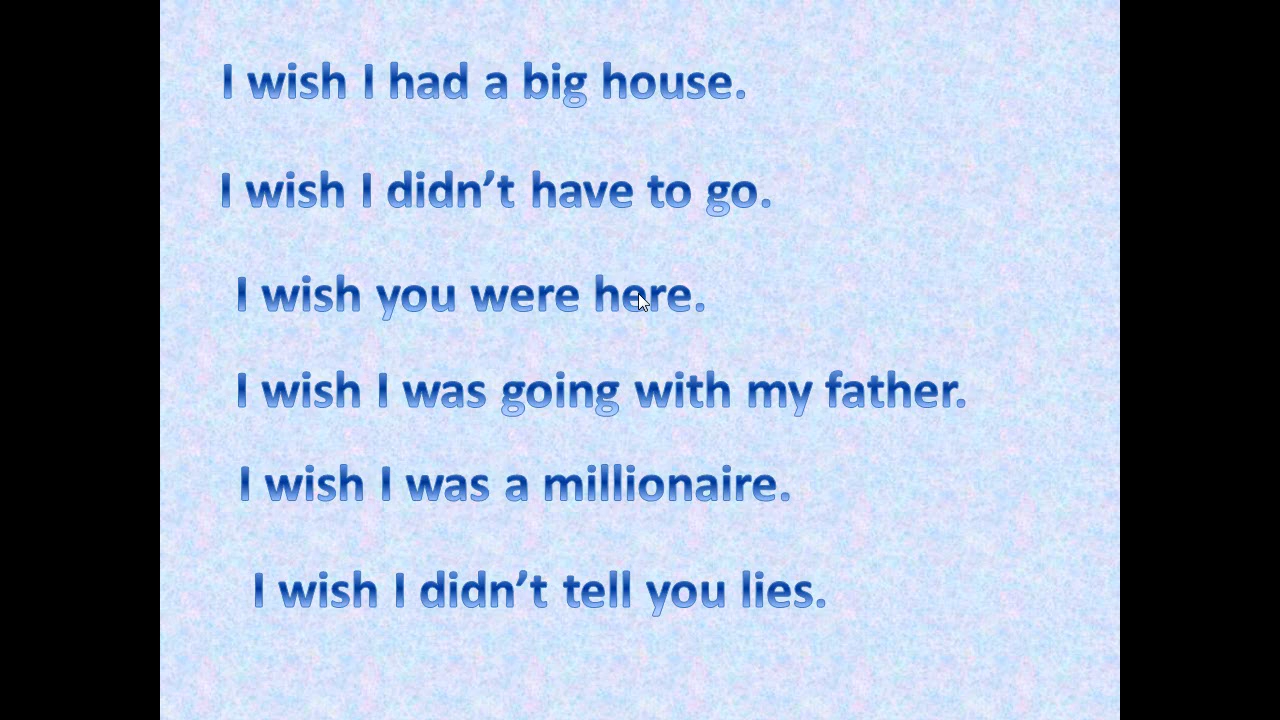 I wish I had a big house.
I wish I didn’t have to go.
I wish you were here.
I wish I was going with my father.
I wish I was a millionaire.
I wish I didn’t tell you lies.